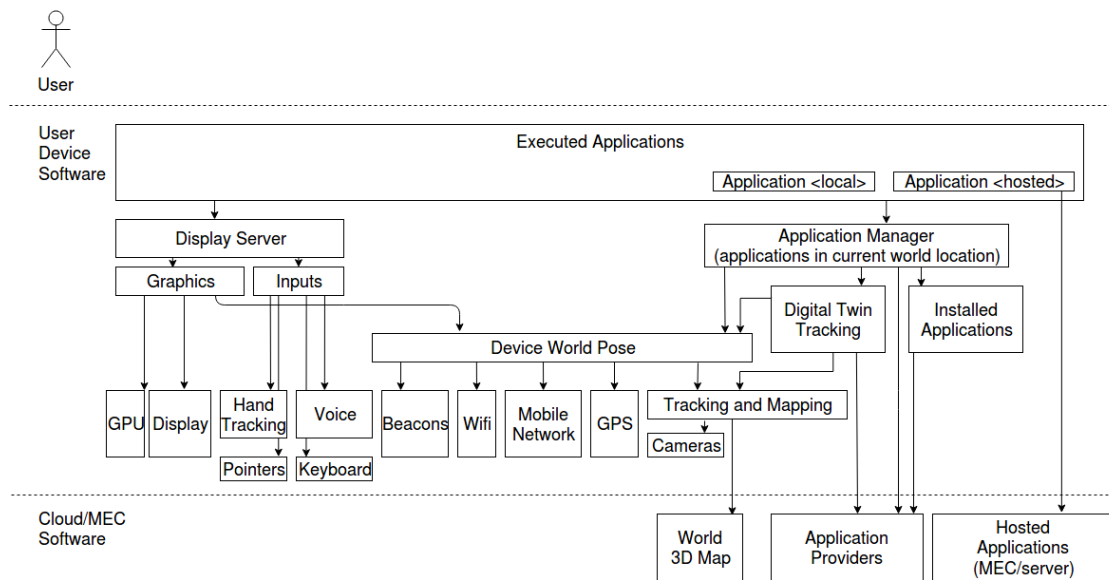 User
User
Device
Software
Executed Applications
Application <local>
Application <hosted>
Display Server
Application Manager
(applications in current world location)
Graphics
Inputs
Digital Twin
Tracking
Installed
Applications
Device World Pose
GPU
Display
Hand
Tracking
Voice
Beacons
Wifi
Mobile
Network
GPS
Tracking and Mapping
Cameras
Pointers
Keyboard
Cloud/MEC
Software
World
3D Map
Application
Providers
Hosted
Applications
(MEC/server)